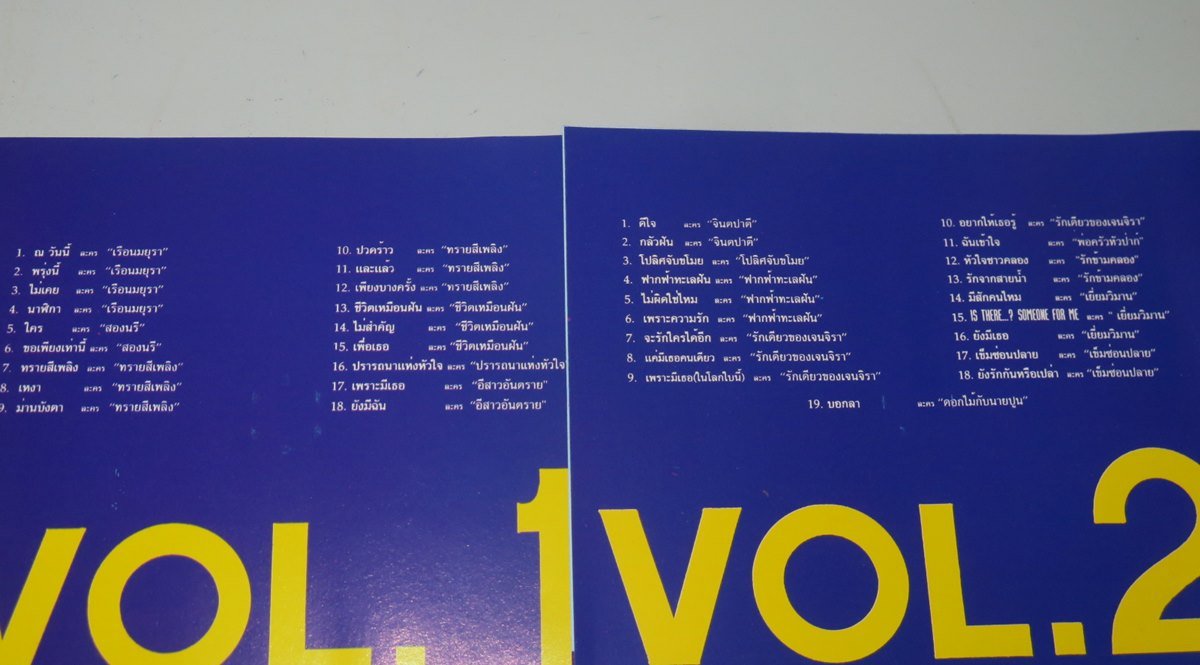 1. ณ วันนี้ ละคร "เรือนมยุรา"
2. พรุ่งนี้ ละคร "เรือนมยุรา"
3. ไม่เคย ละคร "เรือนมยุรา"
4. นาฬิกา ละคร "เรือนมยุรา"
5. ใคร ละคร "สองนรี"
6. ขอเพียงเท่านี้ ละคร "สองนรี"
7. ทรายสีเพลิง ละคร "ทรายสีเพลิง"
8. เหงา ละคร "ทรายสีเพลิง"
9. ม่านบังตา ละคร "ทรายสีเพลิง"
10. ปวดร้าว ละคร "ทรายสีเพลิง"
11. และแล้ว ละคร "ทรายสีเพลิง"
12. เพียงบางครั้ง ละคร "ทรายสีเพลิง"
13. ชีวิตเหมือนฝัน ละคร "ชีวิตเหมือนฝัน"
14. ไม่สำคัญ ละคร "ชีวิตเหมือนฝัน"
15. เพื่อเธอ ละคร "ชีวิตเหมือนฝัน"
16. ปรารถนาแห่งหัวใจ ละคร "ปรารถนาแห่งหัวใจ
17. เพราะมีเธอ ละคร "อีสาวอันตราย"
18. ยังมีฉัน ละคร "อีสาวอันตราย"
VOL.1
1. ดีใจ ละคร "จินตปาตี"
2. กลัวฝัน ละคร "จินตปาตี"
3. โปลิศจับขโมย ละคร "โปลิศจับขโมย"
4. ฟากฟ้าทะเลฝัน ละคร "ฟากฟ้าทะเลฝัน"
5. ไม่ผิดใช่ไหม ละคร "ฟากฟ้าทะเลฝัน"
6. เพราะความรัก ละคร "ฟากฟ้าทะเลฝัน"
7. จะรักใครได้อีก ละคร "รักเดียวของเจนจิรา"
8. แค่มีเธอคนเดียว ละคร "รักเดียวของเจนจิรา"
9. เพราะมีเธอ(ในโลกใบนี้) ละคร "รักเดียวของเจนจิรา"
10. อยากให้เธอรู้ ละคร "รักเดียวของเจนจิรา"
11. ฉันเข้าใจ ละคร "พ่อครัวหัวป่าก์"
12. หัวใจชาวคลอง ละคร "รักข้ามคลอง"
13. รักจากสายน้ำ ละคร "รักข้ามคลอง"
14. มีสักคนไหม ละคร "เยี่ยมวิมาน"
15. IS THERE...? SOMEONE FOR ME ละคร "เยี่ยมวิมาน"
16. ยังมีเธอ ละคร "เยี่ยมวิมาน"
17. เข็มซ่อนปลาย ละคร "เข็มซ่อนปลาย"
18. ยังรักกันหรือเปล่า ละคร "เข็มซ่อนปลาย"
19. บอกลา ละคร "ดอกไม้กับนายปูน"
VOL.2